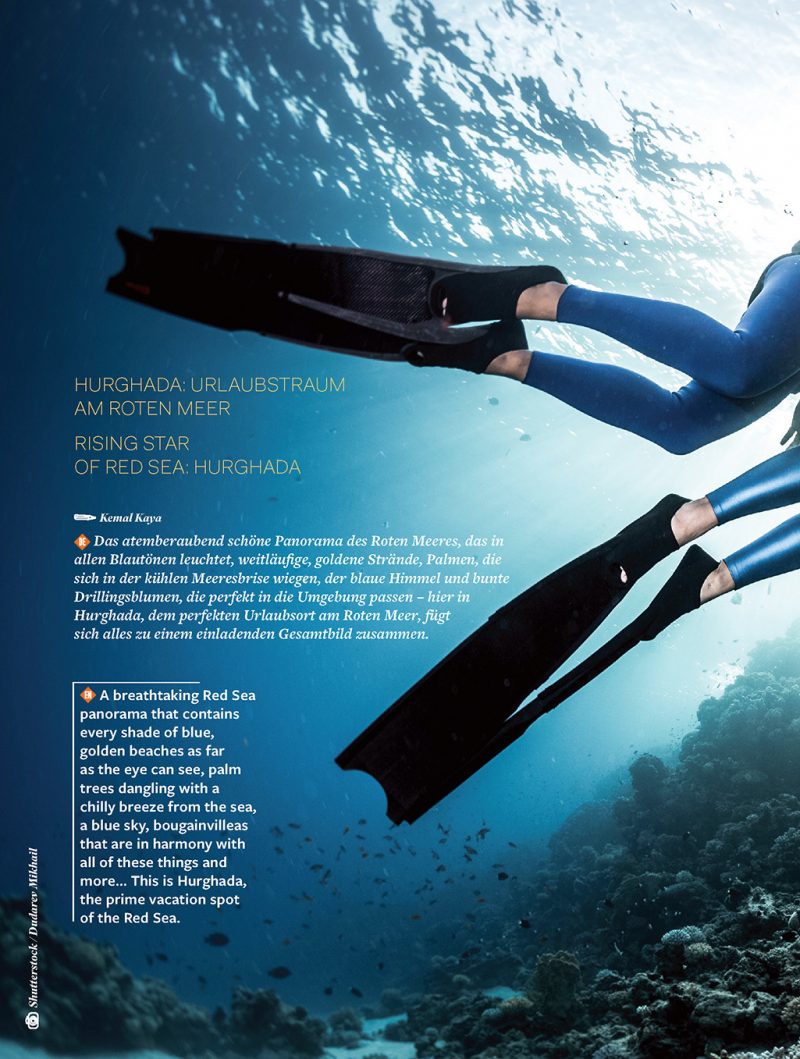 HURGHADA: URLAUBSTRAUM
AM ROTEN MEER
RISING STAR
OF RED SEA: HURGHADA
Kemal Kaya
DE Das atemberaubend schöne Panorama des Roten Meeres, das in
allen Blautönen leuchtet, weitläufige, goldene Strände, Palmen, die
sich in der kühlen Meeresbrise wiegen, der blaue Himmel und bunte
Drillingsblumen, die perfekt in die Umgebung passen – hier in
Hurghada, dem perfekten Urlaubsort am Roten Meer, fügt
sich alles zu einem einladenden Gesamtbild zusammen.
EN A breathtaking Red Sea
panorama that contains
every shade of blue,
golden beaches as far
as the eye can see, palm
trees dangling with a
chilly breeze from the sea,
a blue sky, bougainvilleas
that are in harmony with
all of these things and
more... This is Hurghada,
the prime vacation spot
of the Red Sea.
Shutterstock / Dudarev Mikhail